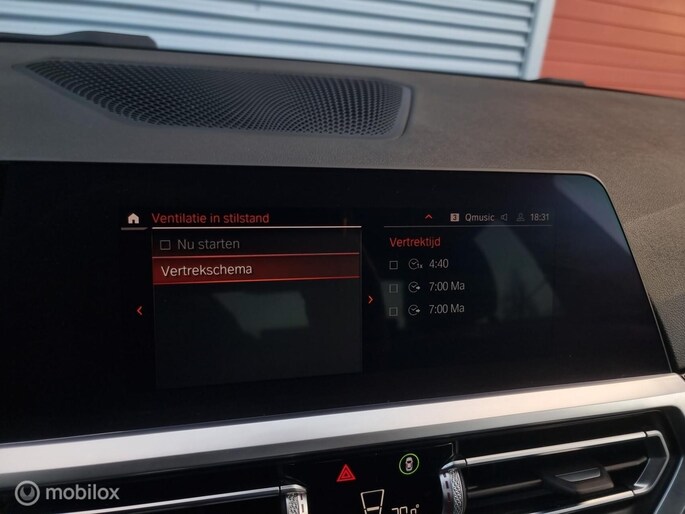 Ventilatie in stilstand
3 Qmusic 18:31
Nu starten
Vertrekschema
Vertrektijd
4:40
7:00 Ma
7:00 Ma
mobilox